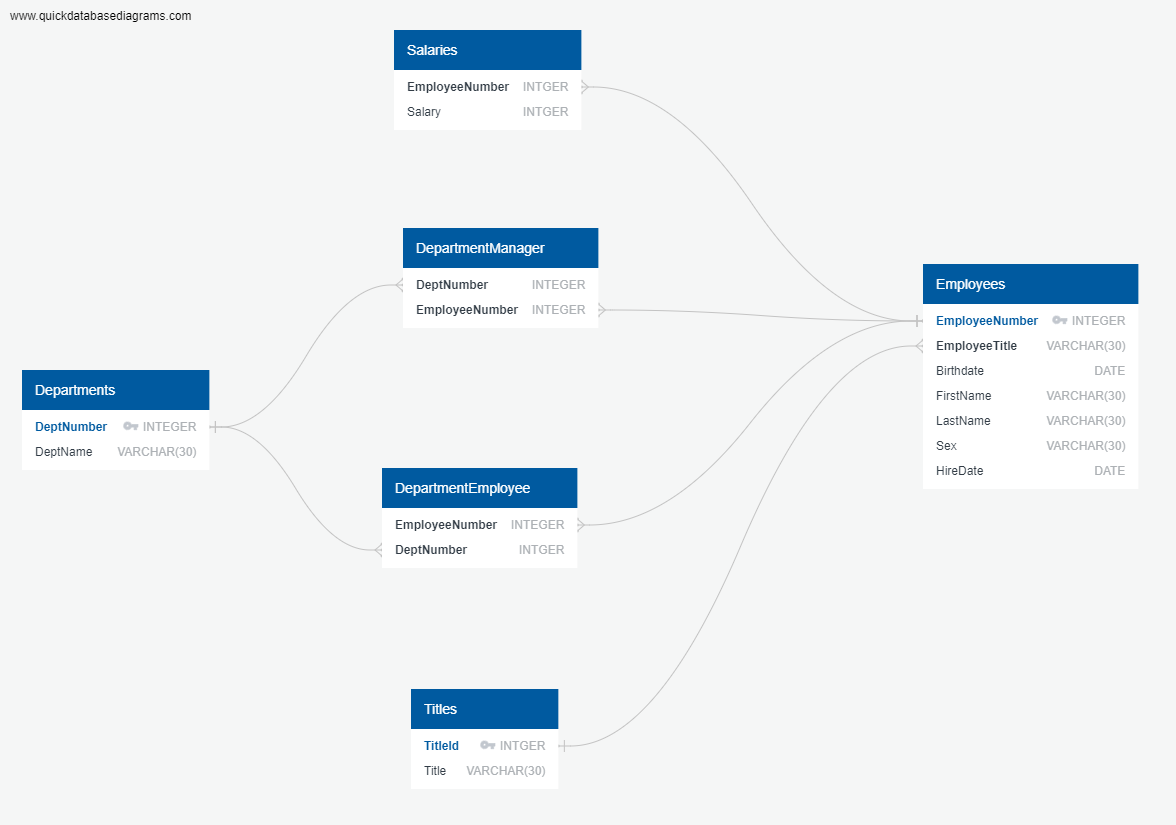 www.quickdatabasediagrams.com
Salaries
EmployeeNumber INTGER
Salary INTGER
DepartmentManager
DeptNumber INTEGER
EmployeeNumber INTEGER
Employees
EmployeeNumber INTEGER
EmployeeTitle VARCHAR(30)
Birthdate DATE
FirstName VARCHAR(30)
LastName VARCHAR(30)
Sex VARCHAR(30)
HireDate DATE
Departments
DeptNumber INTEGER
DeptName VARCHAR(30)
DepartmentEmployee
EmployeeNumber INTEGER
DeptNumber INTGER
Titles
TitleId INTGER
Title VARCHAR(30)